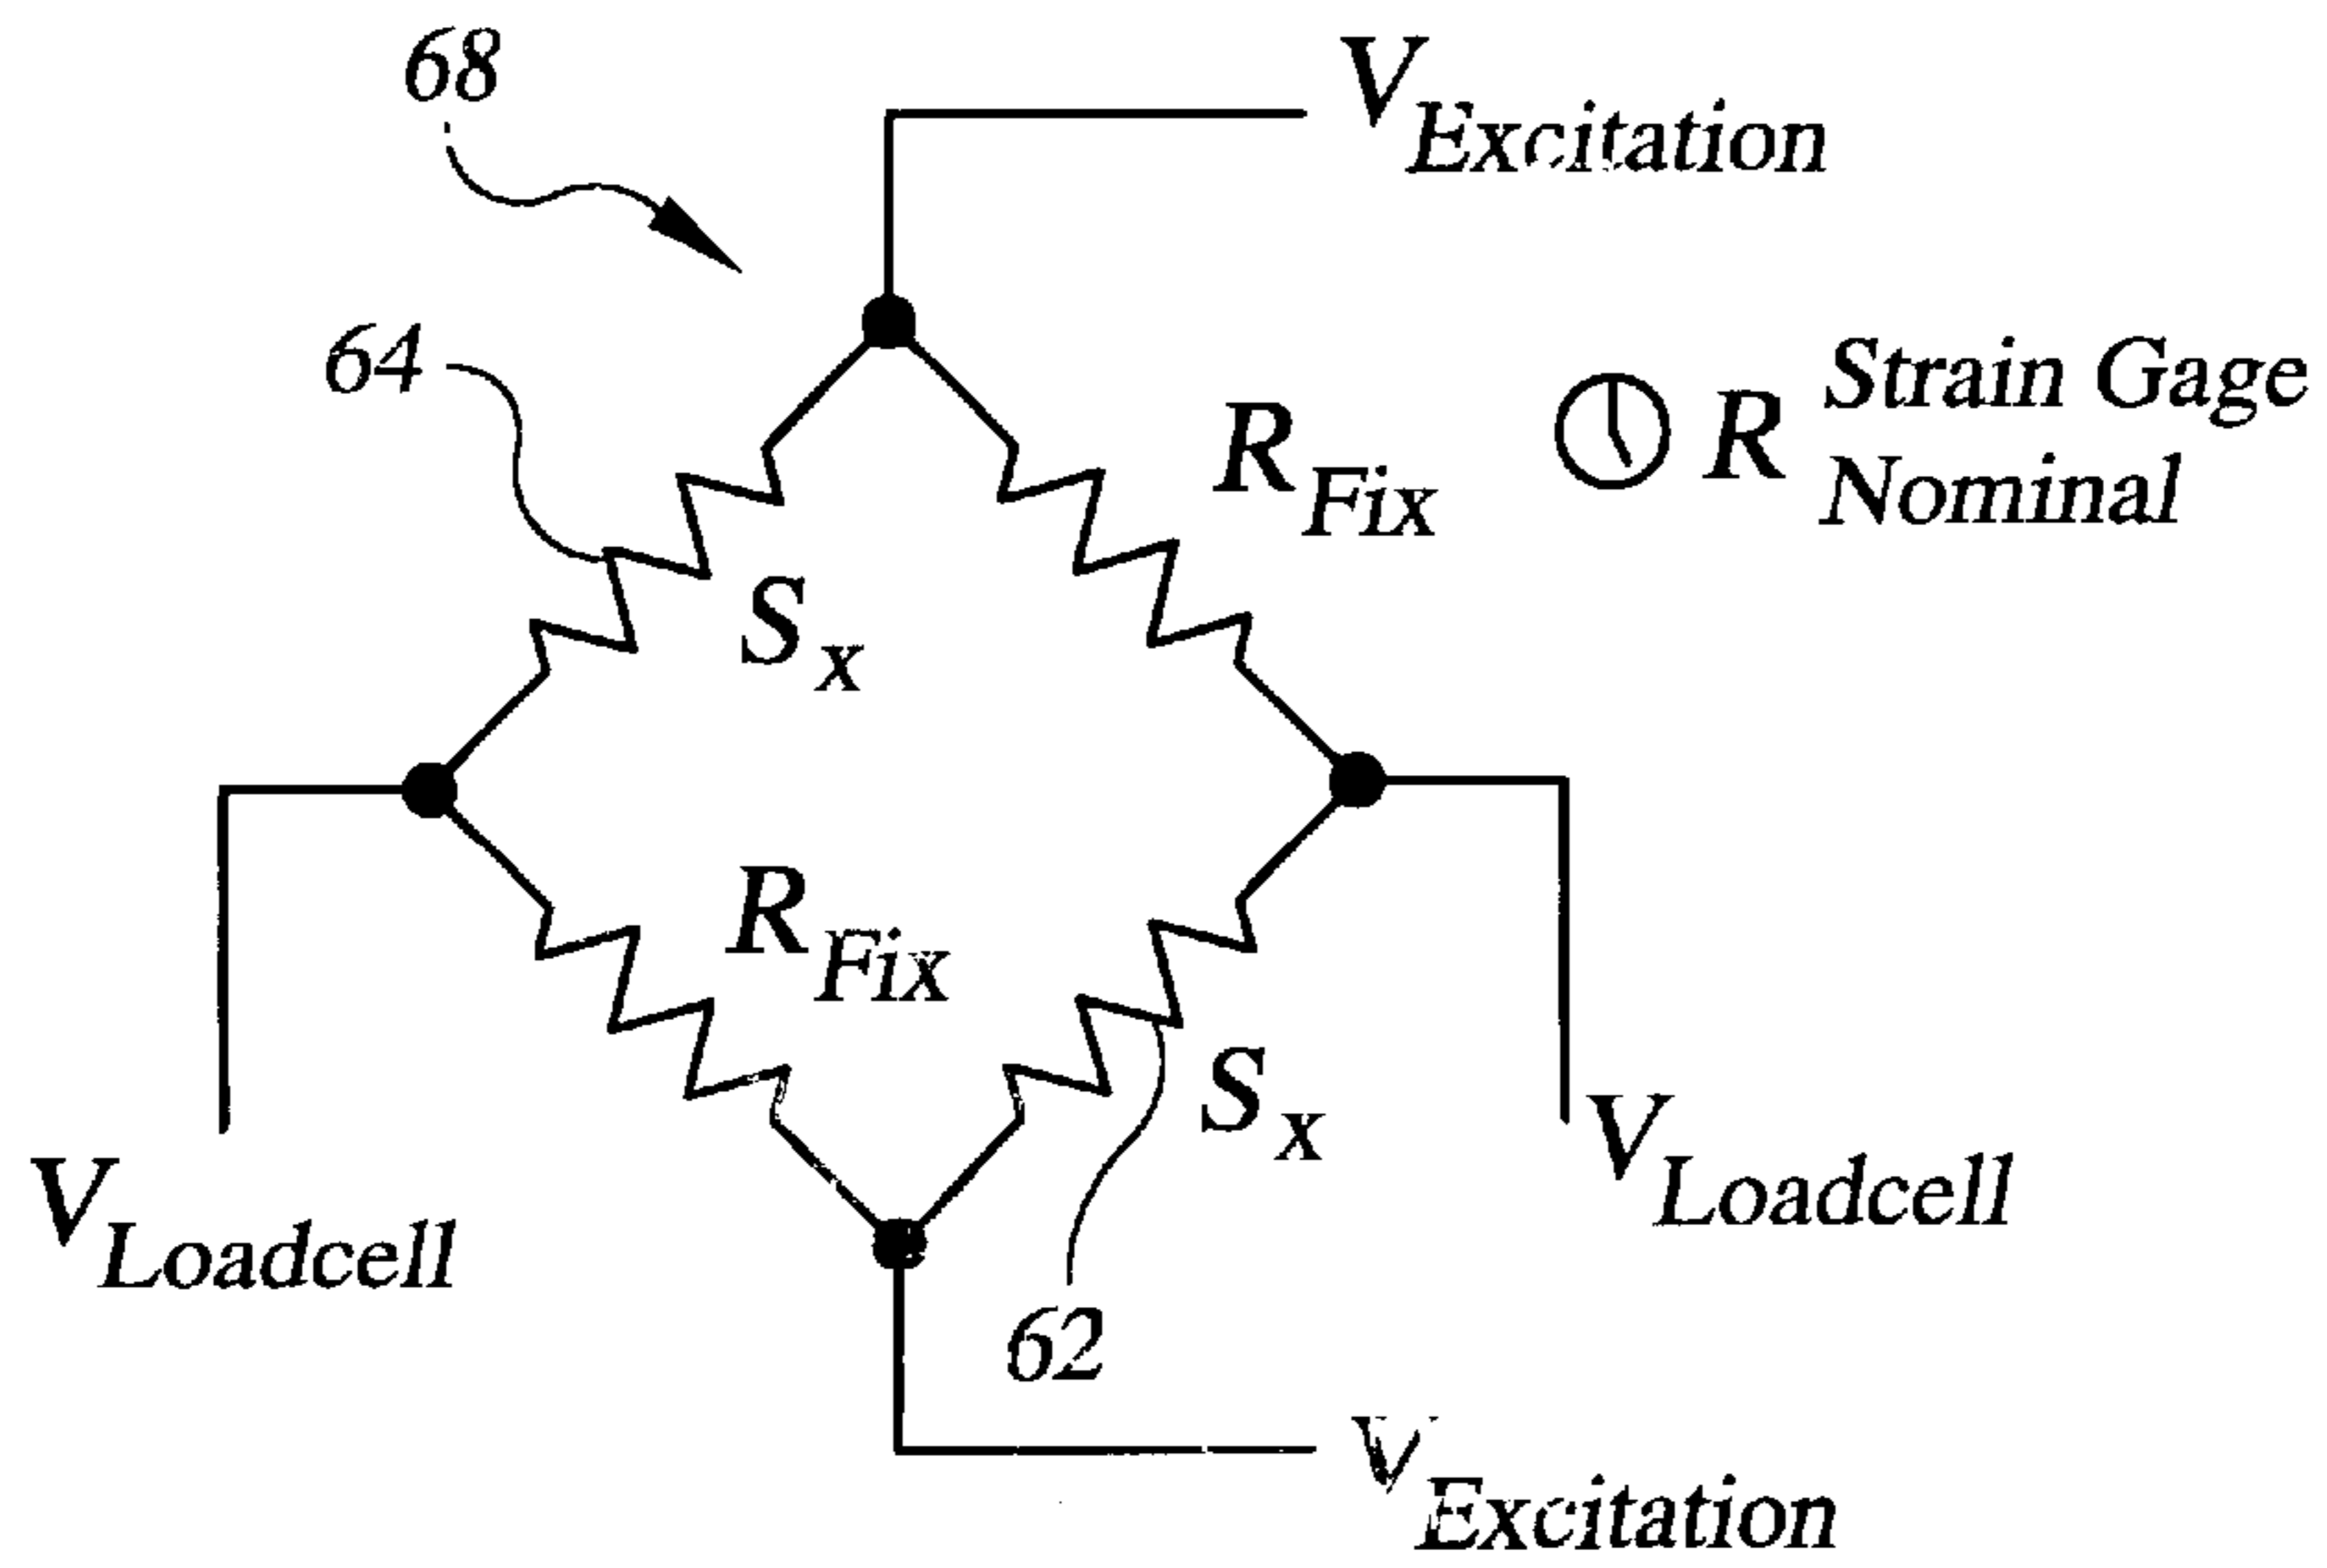 68
V Excitation
64
R Fix
R Strain Gage
Nominal
S x
R Fix
S x
V Loadcell
V Loadcell
62
V Excitation